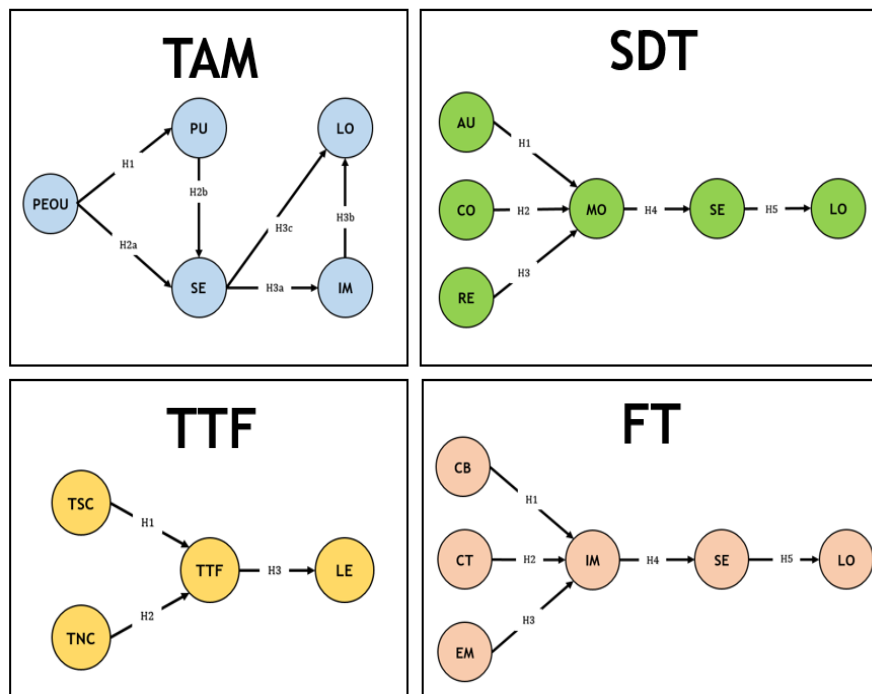 TAM
PU
LO
H1
H2b
PEOU
H3c
H3b
H2a
SE
H3a
IM
SDT
AU
H1
CO
H2
MO
H4
SE
H5
LO
H3
RE
TTF
TSC
H1
TTF
H3
LE
H2
TNC
FT
CB
H1
CT
H2
IM
H4
SE
H5
LO
H3
EM